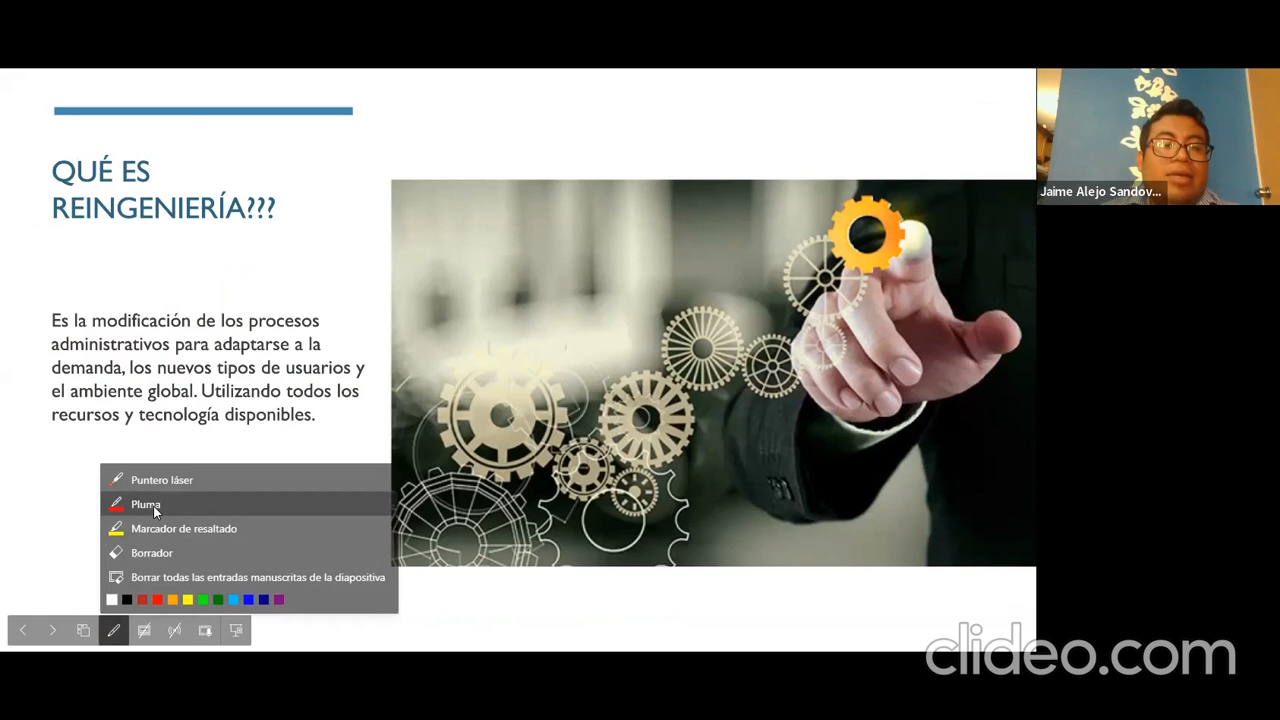 QUÉ ES
REINGENIERÍA???
Es la modificación de los procesos
administrativos para adaptarse a la
demanda, los nuevos tipos de usuarios y
el ambiente global. Utilizando todos los
recursos y tecnología disponibles.
Puntero láser
Pluma
Marcador de resaltado
Borrador
Borrar todas las entradas manuscritas de la diapositiva
Jaime Alejo Sandov...
clideo.com